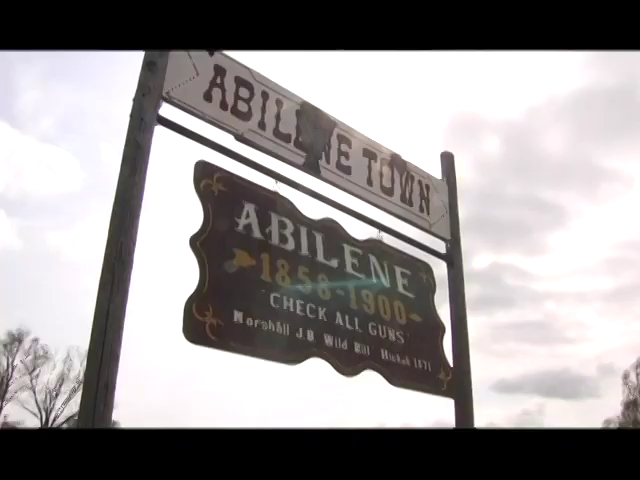 ABILENE TOWN
ABILENE
1858-1900
CHECK ALL GUNS
Marshall J.B Wild Bill Hickok 1871